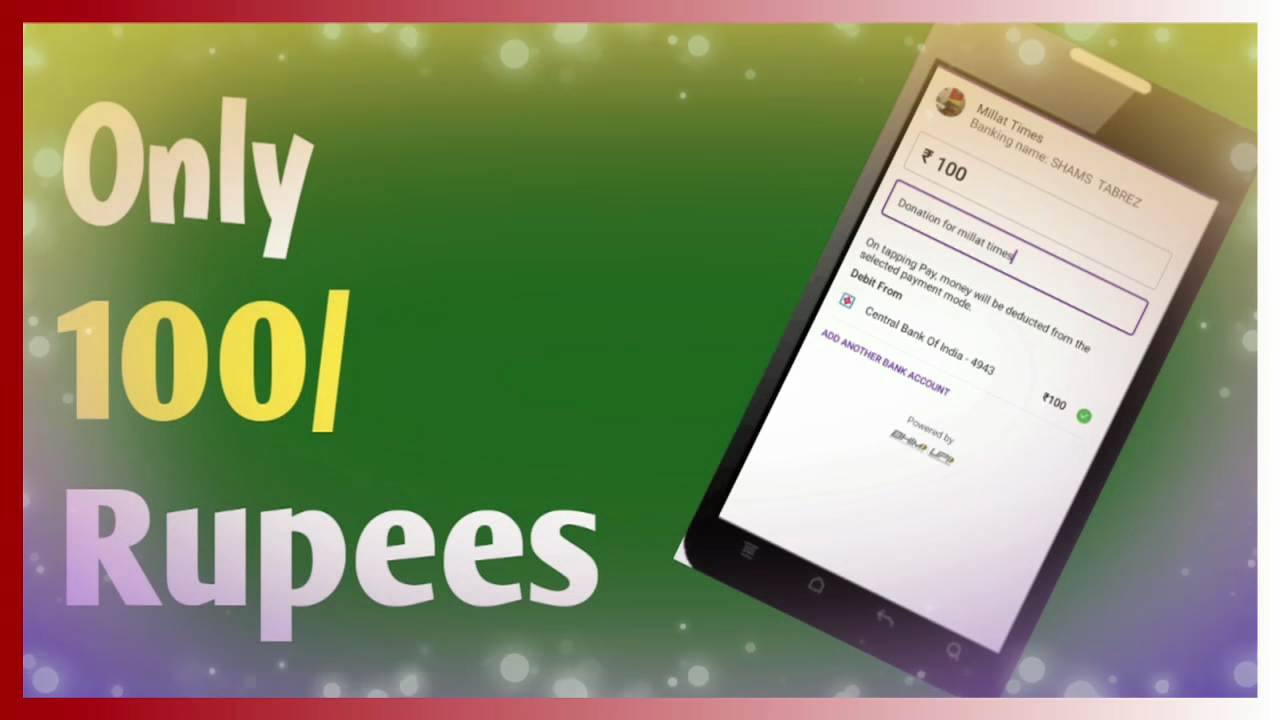 Only
100/
Rupees
Millat Times
Banking name: SHAMS TABREZ
₹ 100
Donation for millat times
On tapping Pay, money will be deducted from the
selected payment mode.
Debit From
Central Bank Of India - 4943
₹100
ADD ANOTHER BANK ACCOUNT
Powered by
BHIM UPI